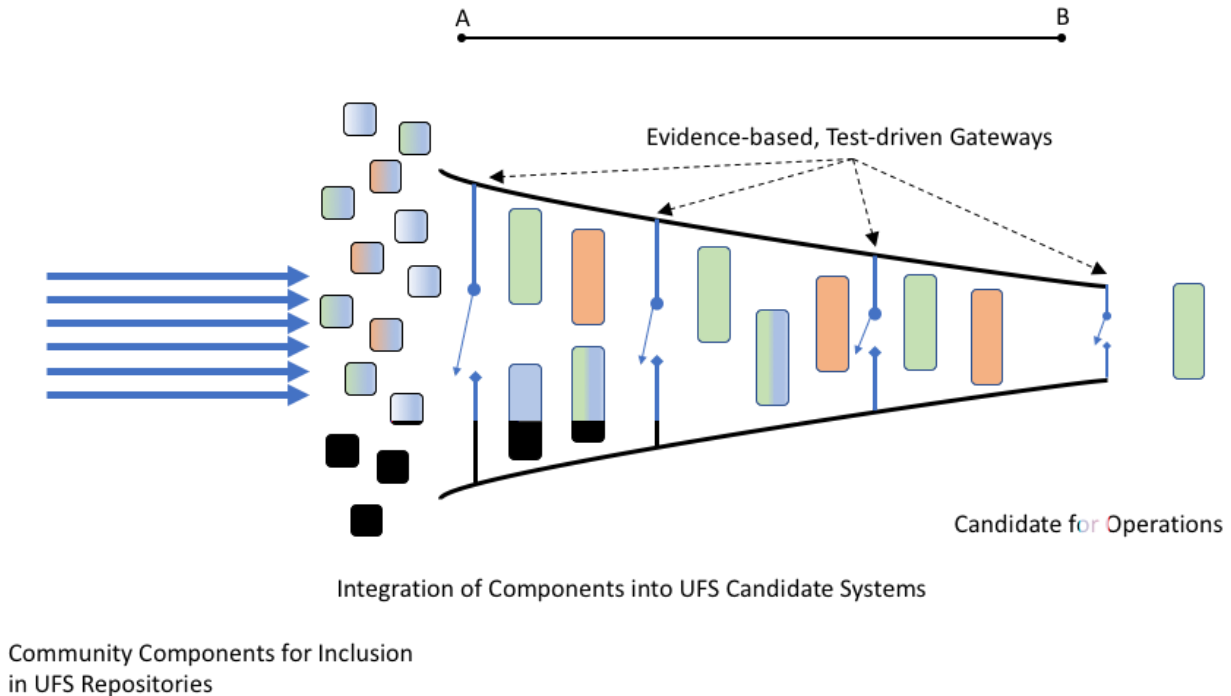 A
B
Evidence-based, Test-driven Gateways
Candidate for Operations
Integration of Components into UFS Candidate Systems
Community Components for Inclusion
in UFS Repositories